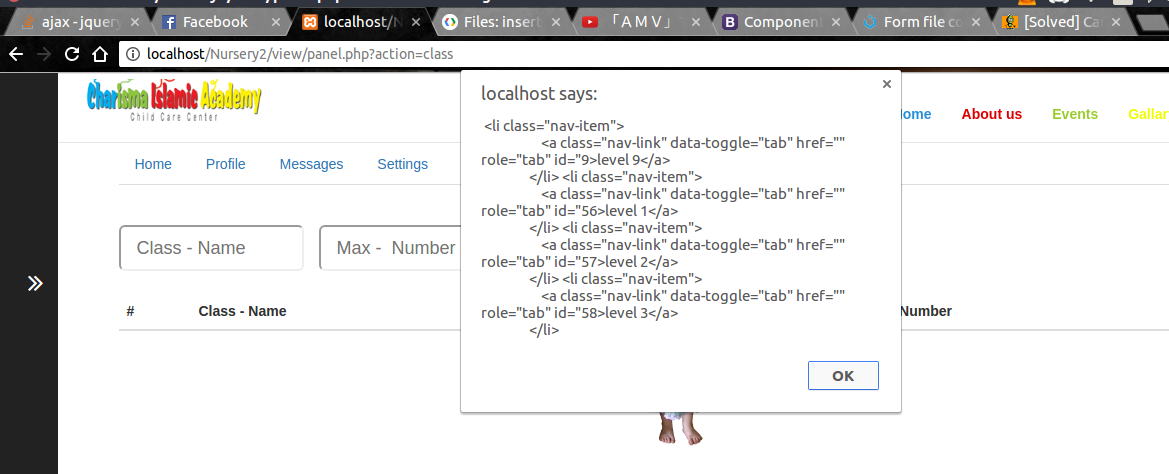 ajax - jquery
Facebook
localhost/N
Files: insert
「A M V」
Component
Form file co
[Solved] Ca
localhost/Nursery2/view/panel.php?action=class
Charisma Islamic Academy
Child Care Center
ome
About us
Events
Gallar
Home
Profile
Messages
Settings
Class - Name
Max - Number
#
Class - Name
Number
localhost says:
<li class="nav-item">
<a class="nav-link" data-toggle="tab" href=""
role="tab" id="9>level 9</a>
</li> <li class="nav-item">
<a class="nav-link" data-toggle="tab" href=""
role="tab" id="56>level 1</a>
</li> <li class="nav-item">
<a class="nav-link" data-toggle="tab" href=""
role="tab" id="57>level 2</a>
</li> <li class="nav-item">
<a class="nav-link" data-toggle="tab" href=""
role="tab" id="58>level 3</a>
</li>
OK